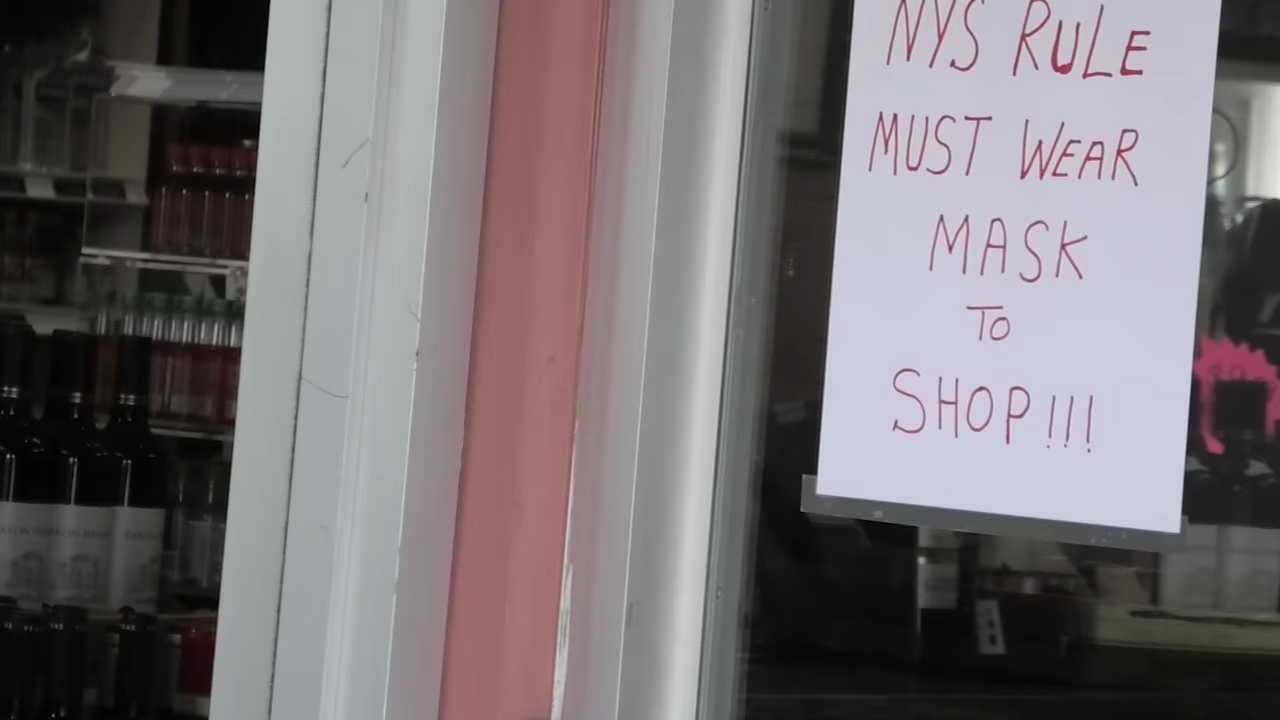 NYS RULE
MUST WEAR
MASK
TO
SHOP!!!